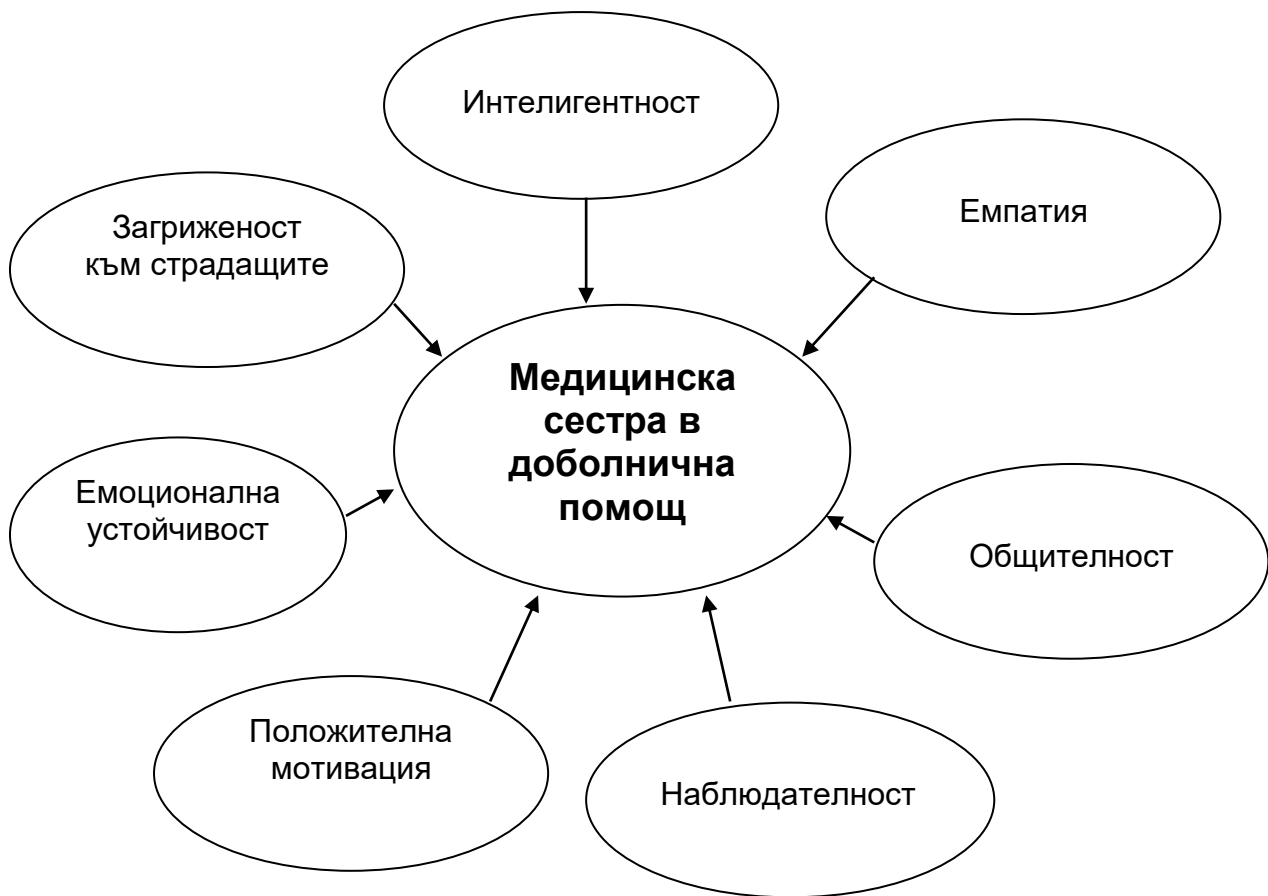 Интелигентност
Емпатия
Загриженост
към страдащите
Медицинска
сестра в
доболнична
помощ
Емоционална
устойчивост
Общителност
Положителна
мотивация
Наблюдателност